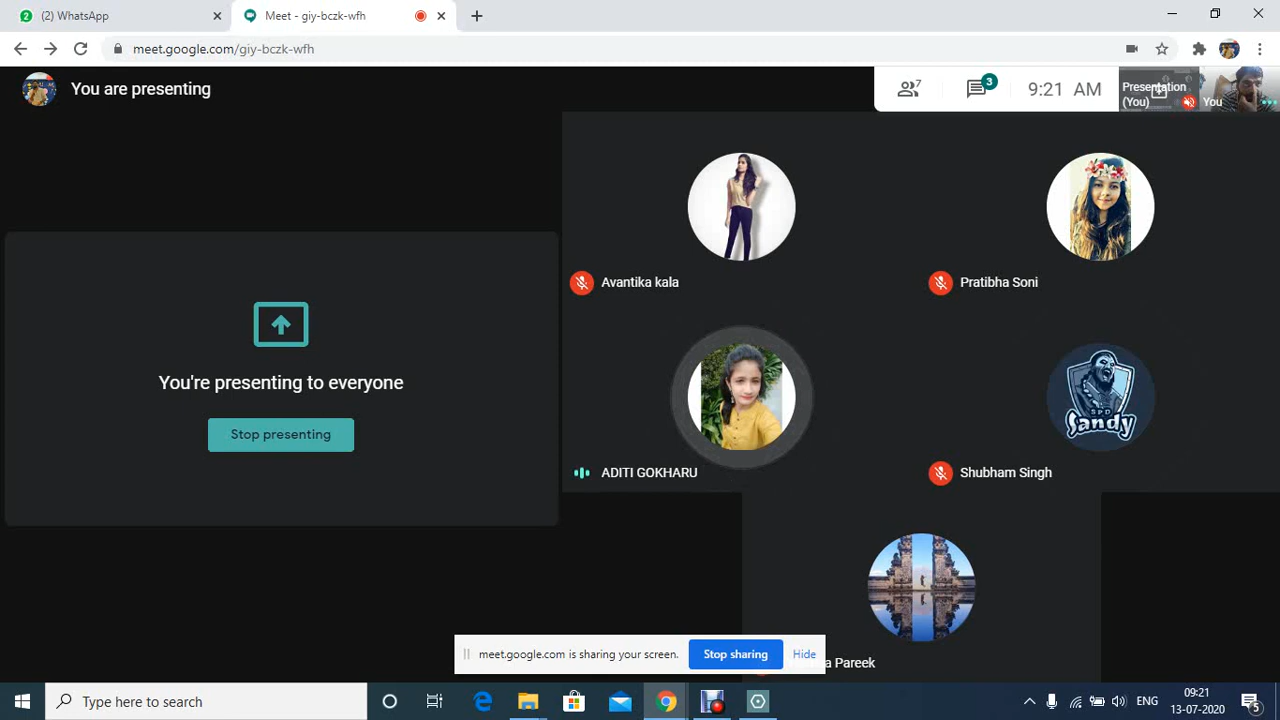 2
(2) WhatsApp
Meet - giy-bczk-wfh
meet.google.com/giy-bczk-wfh
You are presenting
7
3
9:21 AM
Presentation
(You)
You
Avantika kala
Pratibha Soni
You're presenting to everyone
Stop presenting
ADITI GOKHARU
SPD
Sandy
Shubham Singh
meet.google.com is sharing your screen.
Stop sharing
Hide
Pareek
Type here to search
ENG
09:21
13-07-2020
5